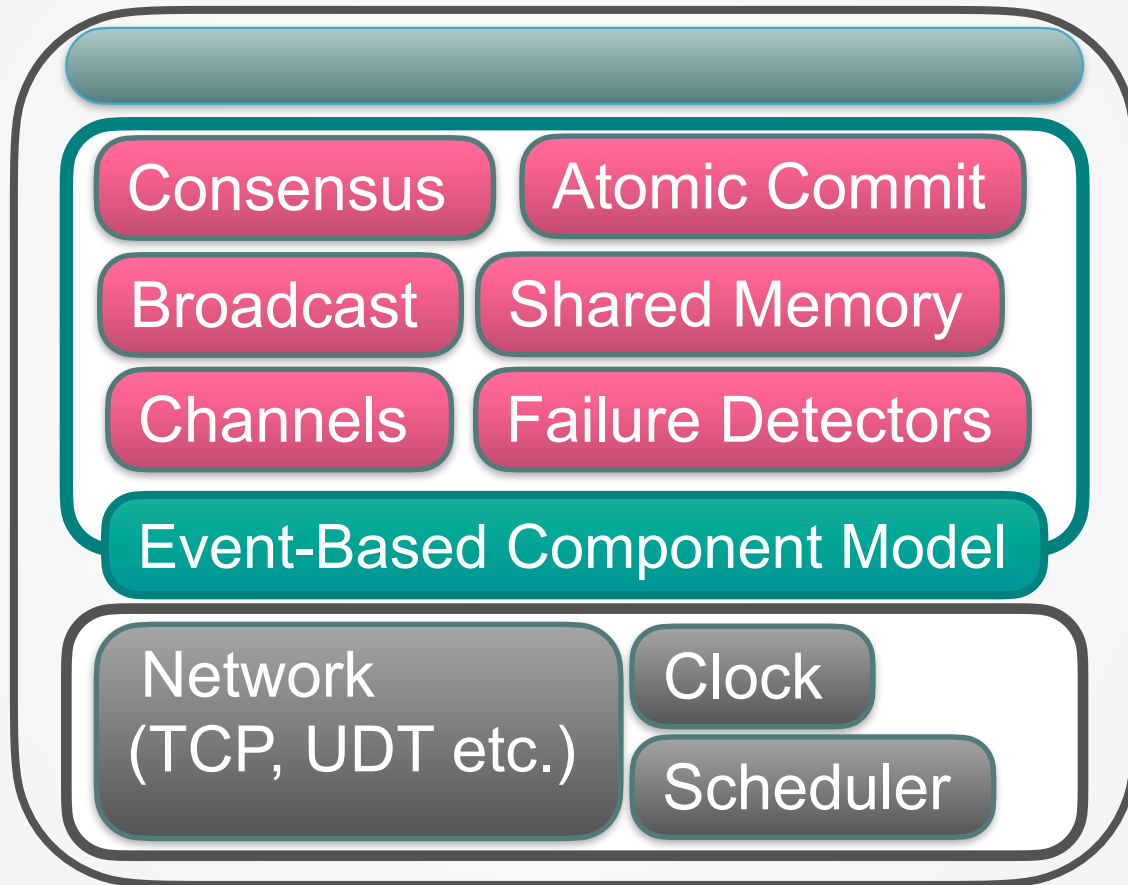 Consensus
Atomic Commit
Broadcast
Shared Memory
Channels
Failure Detectors
Event-Based Component Model
Network
(TCP, UDT etc.)
Clock
Scheduler